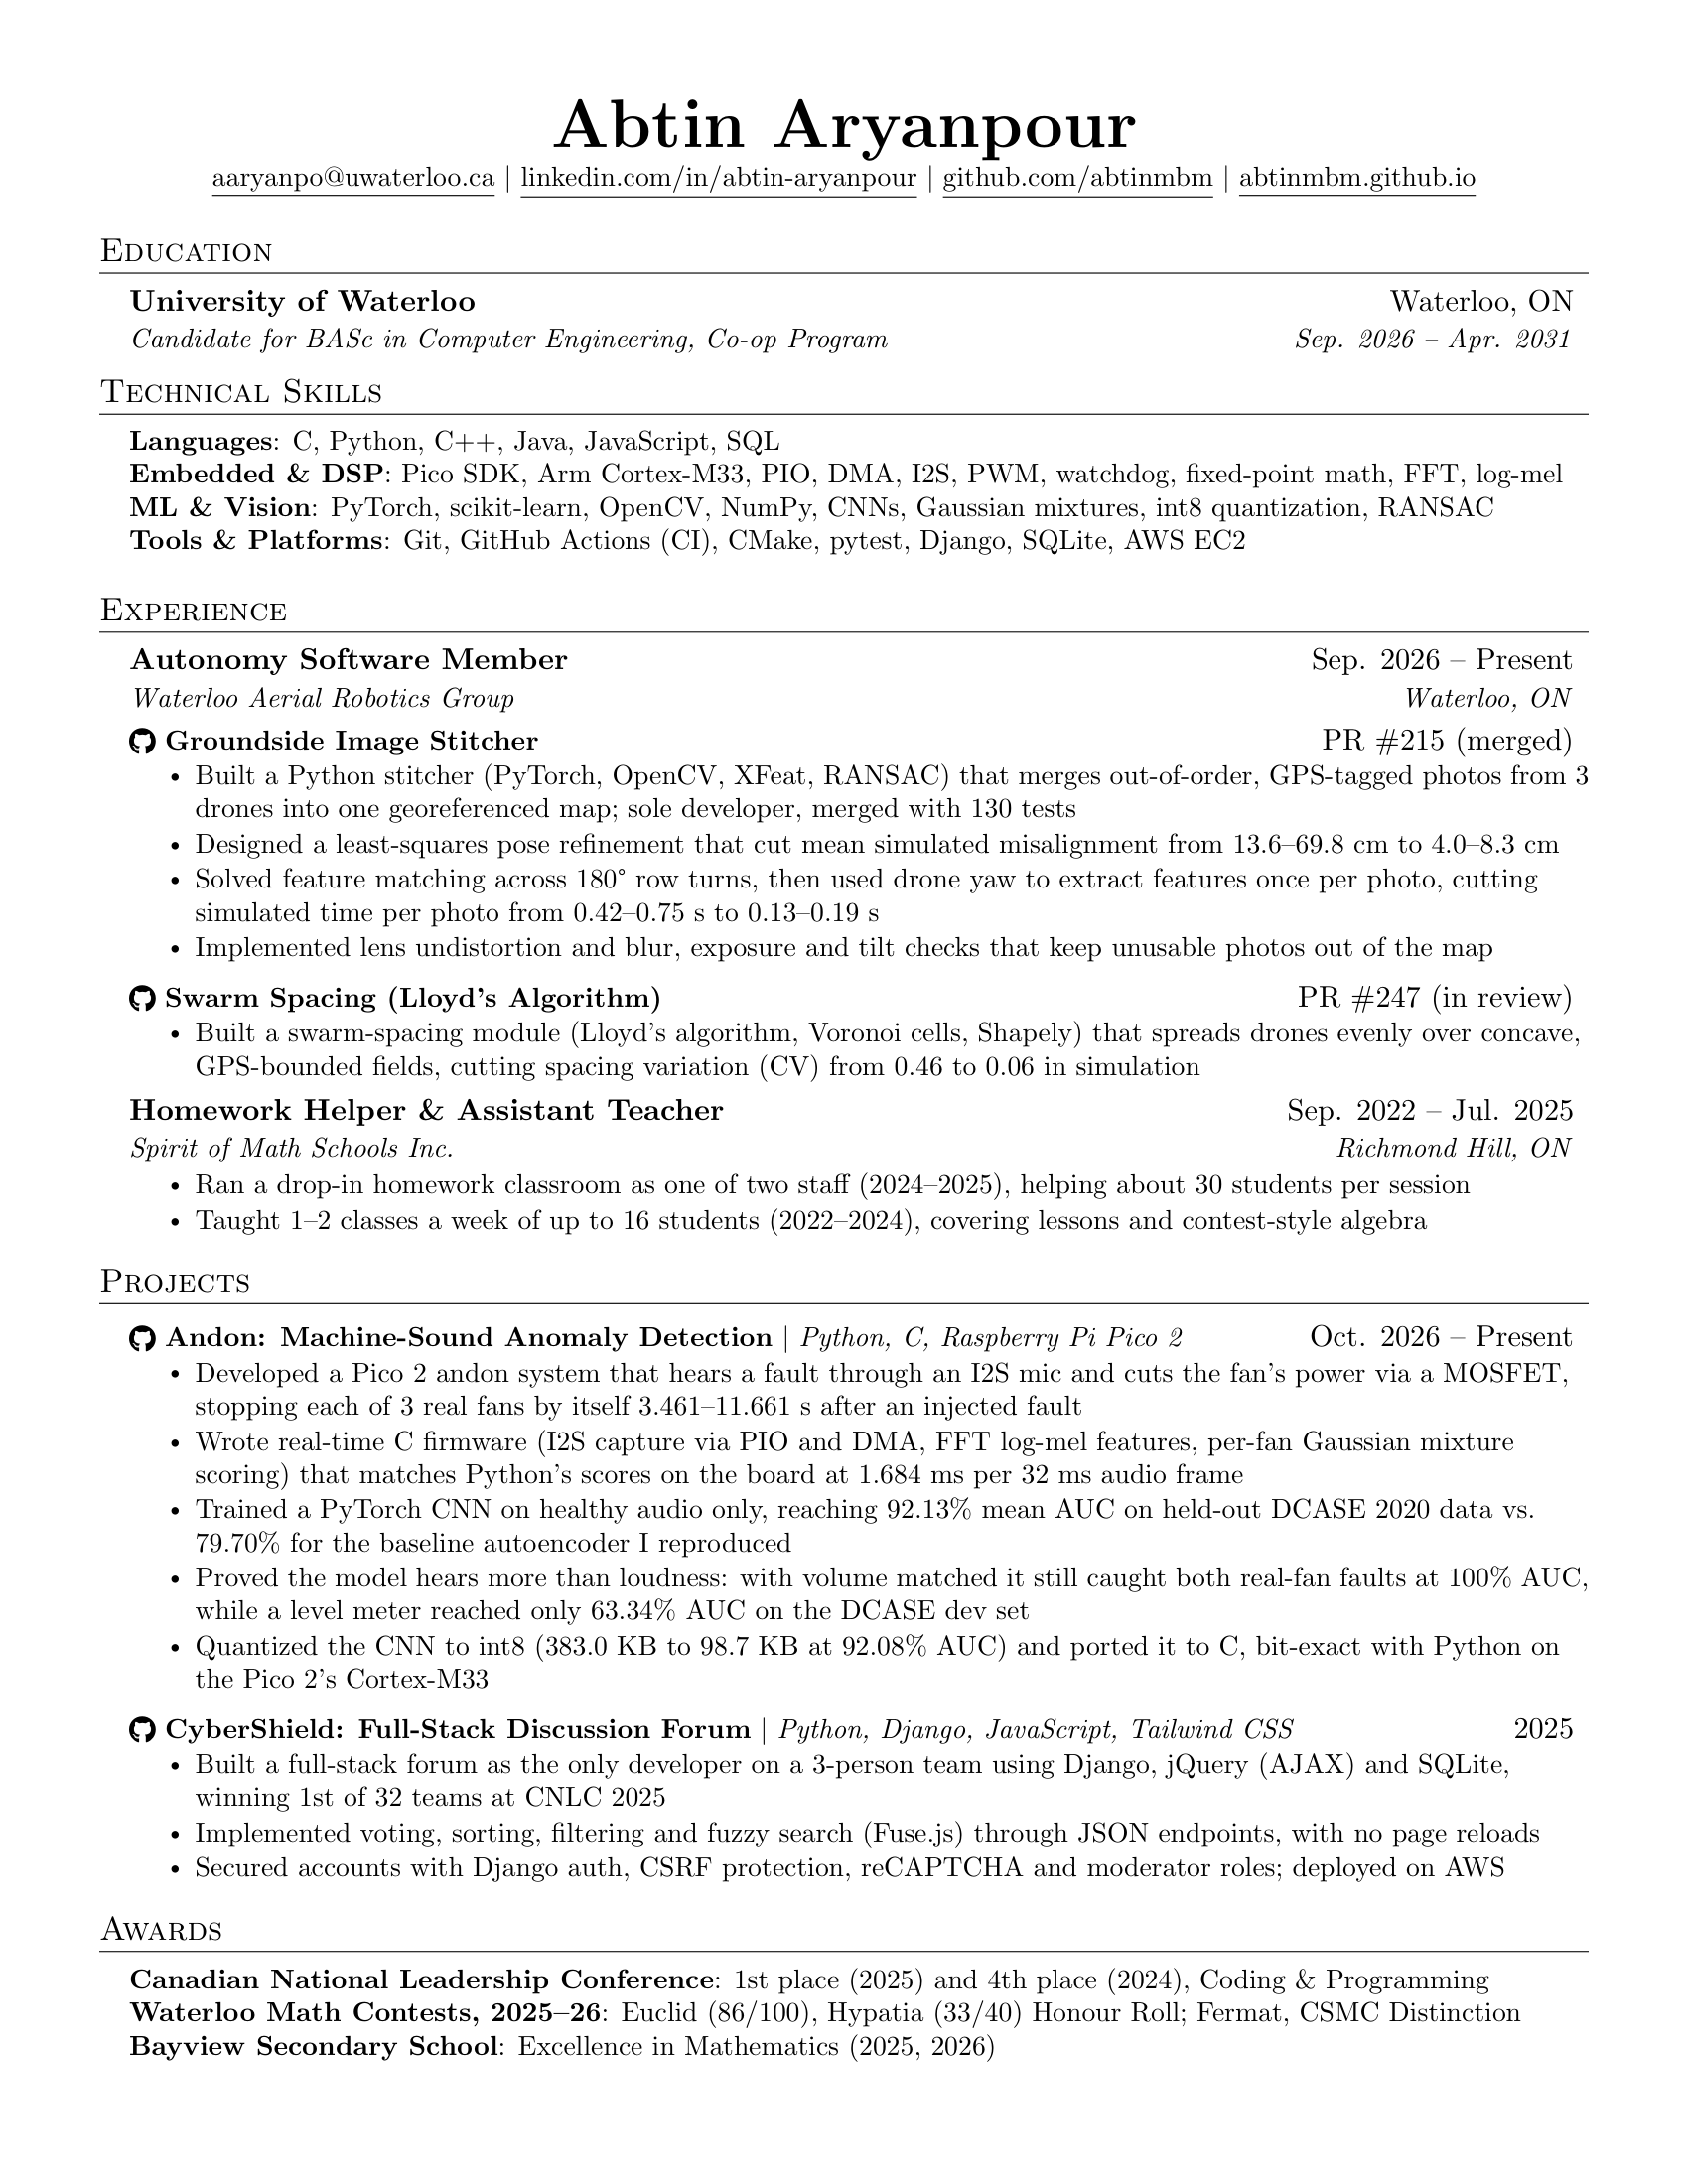 Abtin Aryanpour
aaryanpo@uwaterloo.ca | linkedin.com/in/abtin-aryanpour | github.com/abtinmbm | abtinmbm.github.io
Education
University of Waterloo Waterloo, ON
Candidate for BASc in Computer Engineering, Co-op Program Sep. 2026 – Apr. 2031
Technical Skills
Languages: C, Python, C++, Java, JavaScript, SQL
Embedded & DSP: Pico SDK, Arm Cortex-M33, PIO, DMA, I2S, PWM, watchdog, fixed-point math, FFT, log-mel
ML & Vision: PyTorch, scikit-learn, OpenCV, NumPy, CNNs, Gaussian mixtures, int8 quantization, RANSAC
Tools & Platforms: Git, GitHub Actions (CI), CMake, pytest, Django, SQLite, AWS EC2
Experience
Autonomy Software Member Sep. 2026 – Present
Waterloo Aerial Robotics Group Waterloo, ON
Groundside Image Stitcher PR #215 (merged)
• Built a Python stitcher (PyTorch, OpenCV, XFeat, RANSAC) that merges out-of-order, GPS-tagged photos from 3
drones into one georeferenced map; sole developer, merged with 130 tests
• Designed a least-squares pose refinement that cut mean simulated misalignment from 13.6–69.8 cm to 4.0–8.3 cm
• Solved feature matching across 180° row turns, then used drone yaw to extract features once per photo, cutting
simulated time per photo from 0.42–0.75 s to 0.13–0.19 s
• Implemented lens undistortion and blur, exposure and tilt checks that keep unusable photos out of the map
Swarm Spacing (Lloyd's Algorithm) PR #247 (in review)
• Built a swarm-spacing module (Lloyd's algorithm, Voronoi cells, Shapely) that spreads drones evenly over concave,
GPS-bounded fields, cutting spacing variation (CV) from 0.46 to 0.06 in simulation
Homework Helper & Assistant Teacher Sep. 2022 – Jul. 2025
Spirit of Math Schools Inc. Richmond Hill, ON
• Ran a drop-in homework classroom as one of two staff (2024–2025), helping about 30 students per session
• Taught 1–2 classes a week of up to 16 students (2022–2024), covering lessons and contest-style algebra
Projects
Andon: Machine-Sound Anomaly Detection | Python, C, Raspberry Pi Pico 2 Oct. 2026 – Present
• Developed a Pico 2 andon system that hears a fault through an I2S mic and cuts the fan's power via a MOSFET,
stopping each of 3 real fans by itself 3.461–11.661 s after an injected fault
• Wrote real-time C firmware (I2S capture via PIO and DMA, FFT log-mel features, per-fan Gaussian mixture
scoring) that matches Python's scores on the board at 1.684 ms per 32 ms audio frame
• Trained a PyTorch CNN on healthy audio only, reaching 92.13% mean AUC on held-out DCASE 2020 data vs.
79.70% for the baseline autoencoder I reproduced
• Proved the model hears more than loudness: with volume matched it still caught both real-fan faults at 100% AUC,
while a level meter reached only 63.34% AUC on the DCASE dev set
• Quantized the CNN to int8 (383.0 KB to 98.7 KB at 92.08% AUC) and ported it to C, bit-exact with Python on
the Pico 2's Cortex-M33
CyberShield: Full-Stack Discussion Forum | Python, Django, JavaScript, Tailwind CSS 2025
• Built a full-stack forum as the only developer on a 3-person team using Django, jQuery (AJAX) and SQLite,
winning 1st of 32 teams at CNLC 2025
• Implemented voting, sorting, filtering and fuzzy search (Fuse.js) through JSON endpoints, with no page reloads
• Secured accounts with Django auth, CSRF protection, reCAPTCHA and moderator roles; deployed on AWS
Awards
Canadian National Leadership Conference: 1st place (2025) and 4th place (2024), Coding & Programming
Waterloo Math Contests, 2025–26: Euclid (86/100), Hypatia (33/40) Honour Roll; Fermat, CSMC Distinction
Bayview Secondary School: Excellence in Mathematics (2025, 2026)